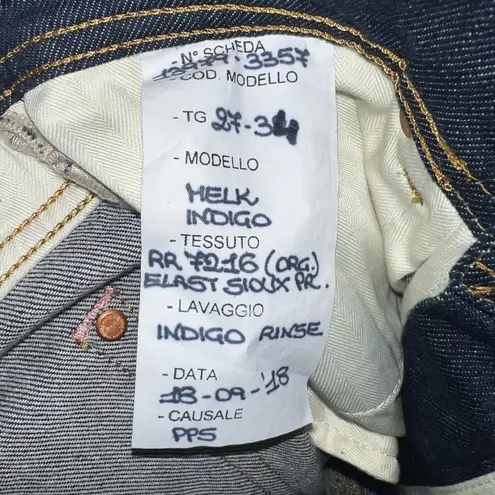 - N° SCHEDA
3357
- COD. MODELLO
- TG 27-34
- MODELLO
HELK
INDIGO
- TESSUTO
RR 7216 (ORG.)
ELAST SIOUX PR.
- LAVAGGIO
INDIGO RINSE
- DATA
18-09-'18
- CAUSALE
PPS